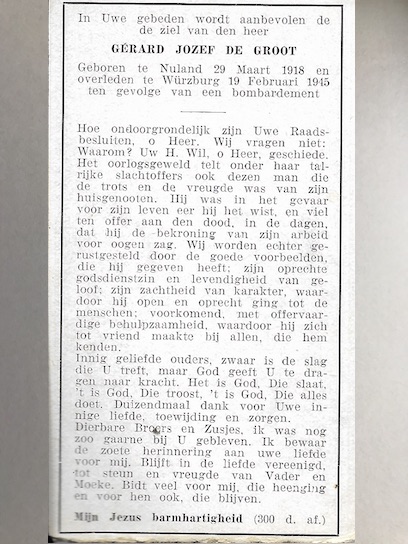 In Uwe gebeden wordt aanbevolen de
de ziel van den heer
GÉRARD JOZEF DE GROOT
Geboren te Nuland 29 Maart 1918 en
overleden te Würzburg 19 Februari 1945
ten gevolge van een bombardement
Hoe ondoorgrondelijk zijn Uwe Raads-
besluiten, o Heer. Wij vragen niet:
Waarom? Uw H. Wil, o Heer, geschiede.
Het oorlogsgeweld telt onder haar tal-
rijke slachtoffers ook dezen man die
de trots en de vreugde was van zijn
huisgenooten. Hij was in het gevaar
voor zijn leven eer hij het wist, en viel
ten offer aan den dood, in de dagen,
dat hij de bekroning van zijn arbeid
voor oogen zag. Wij worden echter ge-
rustgesteld door de goede voorbeelden,
die hij gegeven heeft; zijn oprechte
godsdienstzin en levendigheid van ge-
loof; zijn zachtheid van karakter, waar-
door hij open en oprecht ging tot de
menschen; voorkomend, met offervaar-
dige behulpzaamheid, waardoor hij zich
tot vriend maakte bij allen, die hem
kenden.
Innig geliefde ouders, zwaar is de slag
die U treft, maar God geeft U te dra-
gen naar kracht. Het is God, Die slaat,
't is God, Die troost, 't is God, Die alles
doet. Duizendmaal dank voor Uwe in-
nige liefde, toewijding en zorgen.
Dierbare Broers en Zusjes, ik was nog
zoo gaarne bij U gebleven. Ik bewaar
de zoete herinnering aan uwe liefde
voor mij. Blijft in de liefde vereenigd,
tot steun en vreugde van Vader en
Moeke. Bidt veel voor mij, die heenging
en voor hen ook, die blijven.
Mijn Jezus barmhartigheid (300 d. af.)